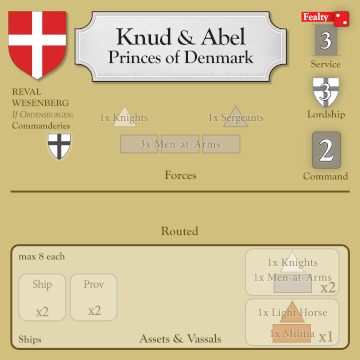 Knud & Abel
Princes of Denmark
Fealty
3
Service
3
Lordship
2
Command
REVAL
WESENBERG
If ORDENSBURGEN:
Commanderies
1x Knights
1x Sergeants
3x Men-at-Arms
Forces
Routed
max 8 each
Ship
x2
Prov
x2
1x Knights
1x Men-at-Arms
x2
1x Light Horse
1x Militia
x1
Ships
Assets & Vassals